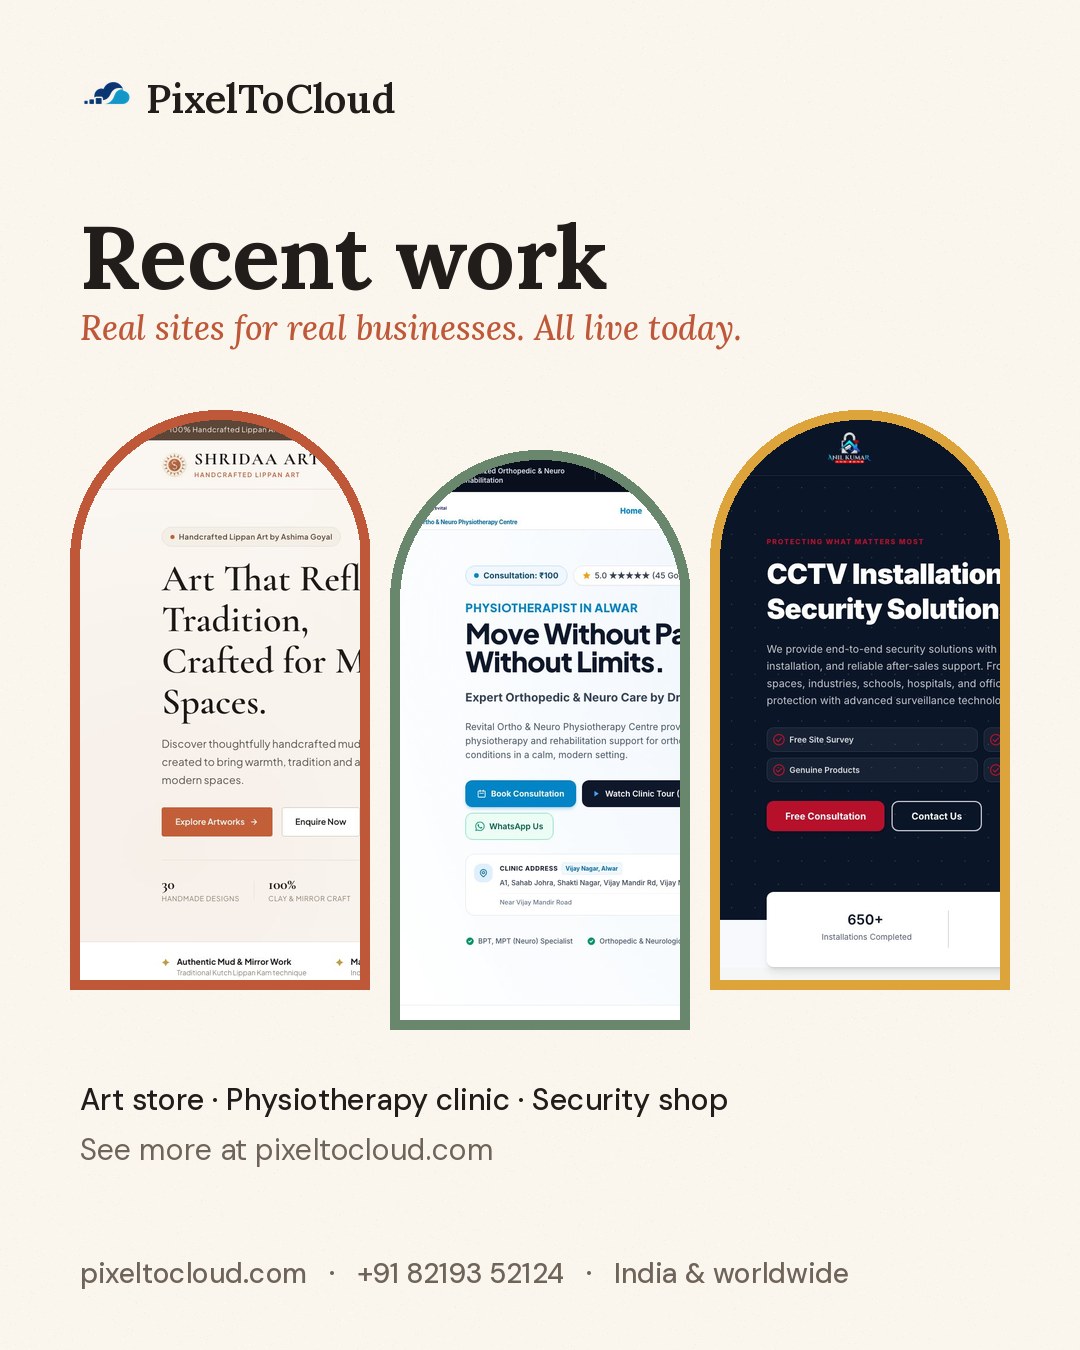 PixelToCloud
Recent work
Real sites for real businesses. All live today.
100% Handcrafted Lippan
SHRIDAA ART
HANDCRAFTED LIPPAN ART
Handcrafted Lippan Art by Ashima Goyal
Art That Refl
Tradition,
Crafted for M
Spaces.
Discover thoughtfully handcrafted mud
created to bring warmth, tradition and a
modern spaces.
Explore Artworks →
Enquire Now
30
HANDMADE DESIGNS
100%
CLAY & MIRROR CRAFT
Authentic Mud & Mirror Work
Traditional Kutch Lippan Kam technique
Orthopedic & Neuro
Home
& Neuro Physiotherapy Centre
Consultation: ₹100
★ 5.0 ★★★★★ (45 Go
PHYSIOTHERAPIST IN ALWAR
Move Without Pa
Without Limits.
Expert Orthopedic & Neuro Care by Dr
Revital Ortho & Neuro Physiotherapy Centre prov
physiotherapy and rehabilitation support for orth
conditions in a calm, modern setting.
Book Consultation
Watch Clinic Tour (
WhatsApp Us
CLINIC ADDRESS Vijay Nagar, Alwar
A1, Sahab Johra, Shakti Nagar, Vijay Mandir Rd, Vijay
Near Vijay Mandir Road
BPT, MPT (Neuro) Specialist
Orthopedic & Neurologic
ANIL KUMAR
PROTECTING WHAT MATTERS MOST
CCTV Installation
Security Solution
We provide end-to-end security solutions with
installation, and reliable after-sales support. Fro
spaces, industries, schools, hospitals, and offic
protection with advanced surveillance technolo
Free Site Survey
Genuine Products
Free Consultation
Contact Us
650+
Installations Completed
Art store · Physiotherapy clinic · Security shop
See more at pixeltocloud.com
pixeltocloud.com · +91 82193 52124 · India & worldwide